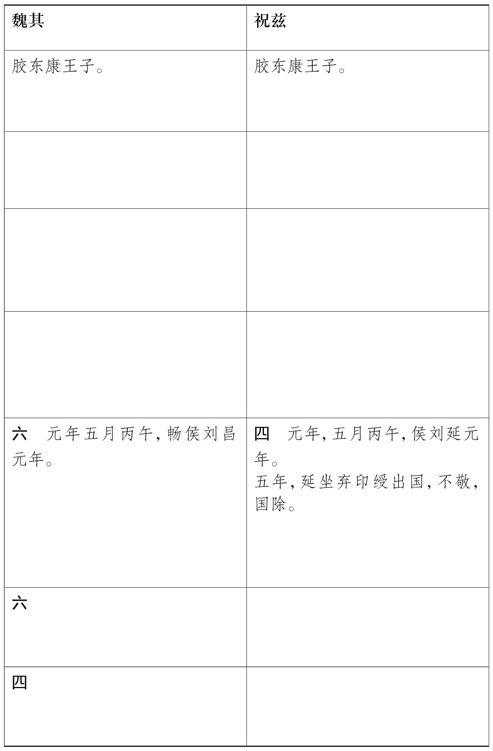 魏其
祝兹
胶东康王子。
胶东康王子。
六　元年五月丙午，畅侯刘昌
元年。
四　元年，五月丙午，侯刘延元
年。
五年，延坐弃印绶出国，不敬，
国除。
六
四